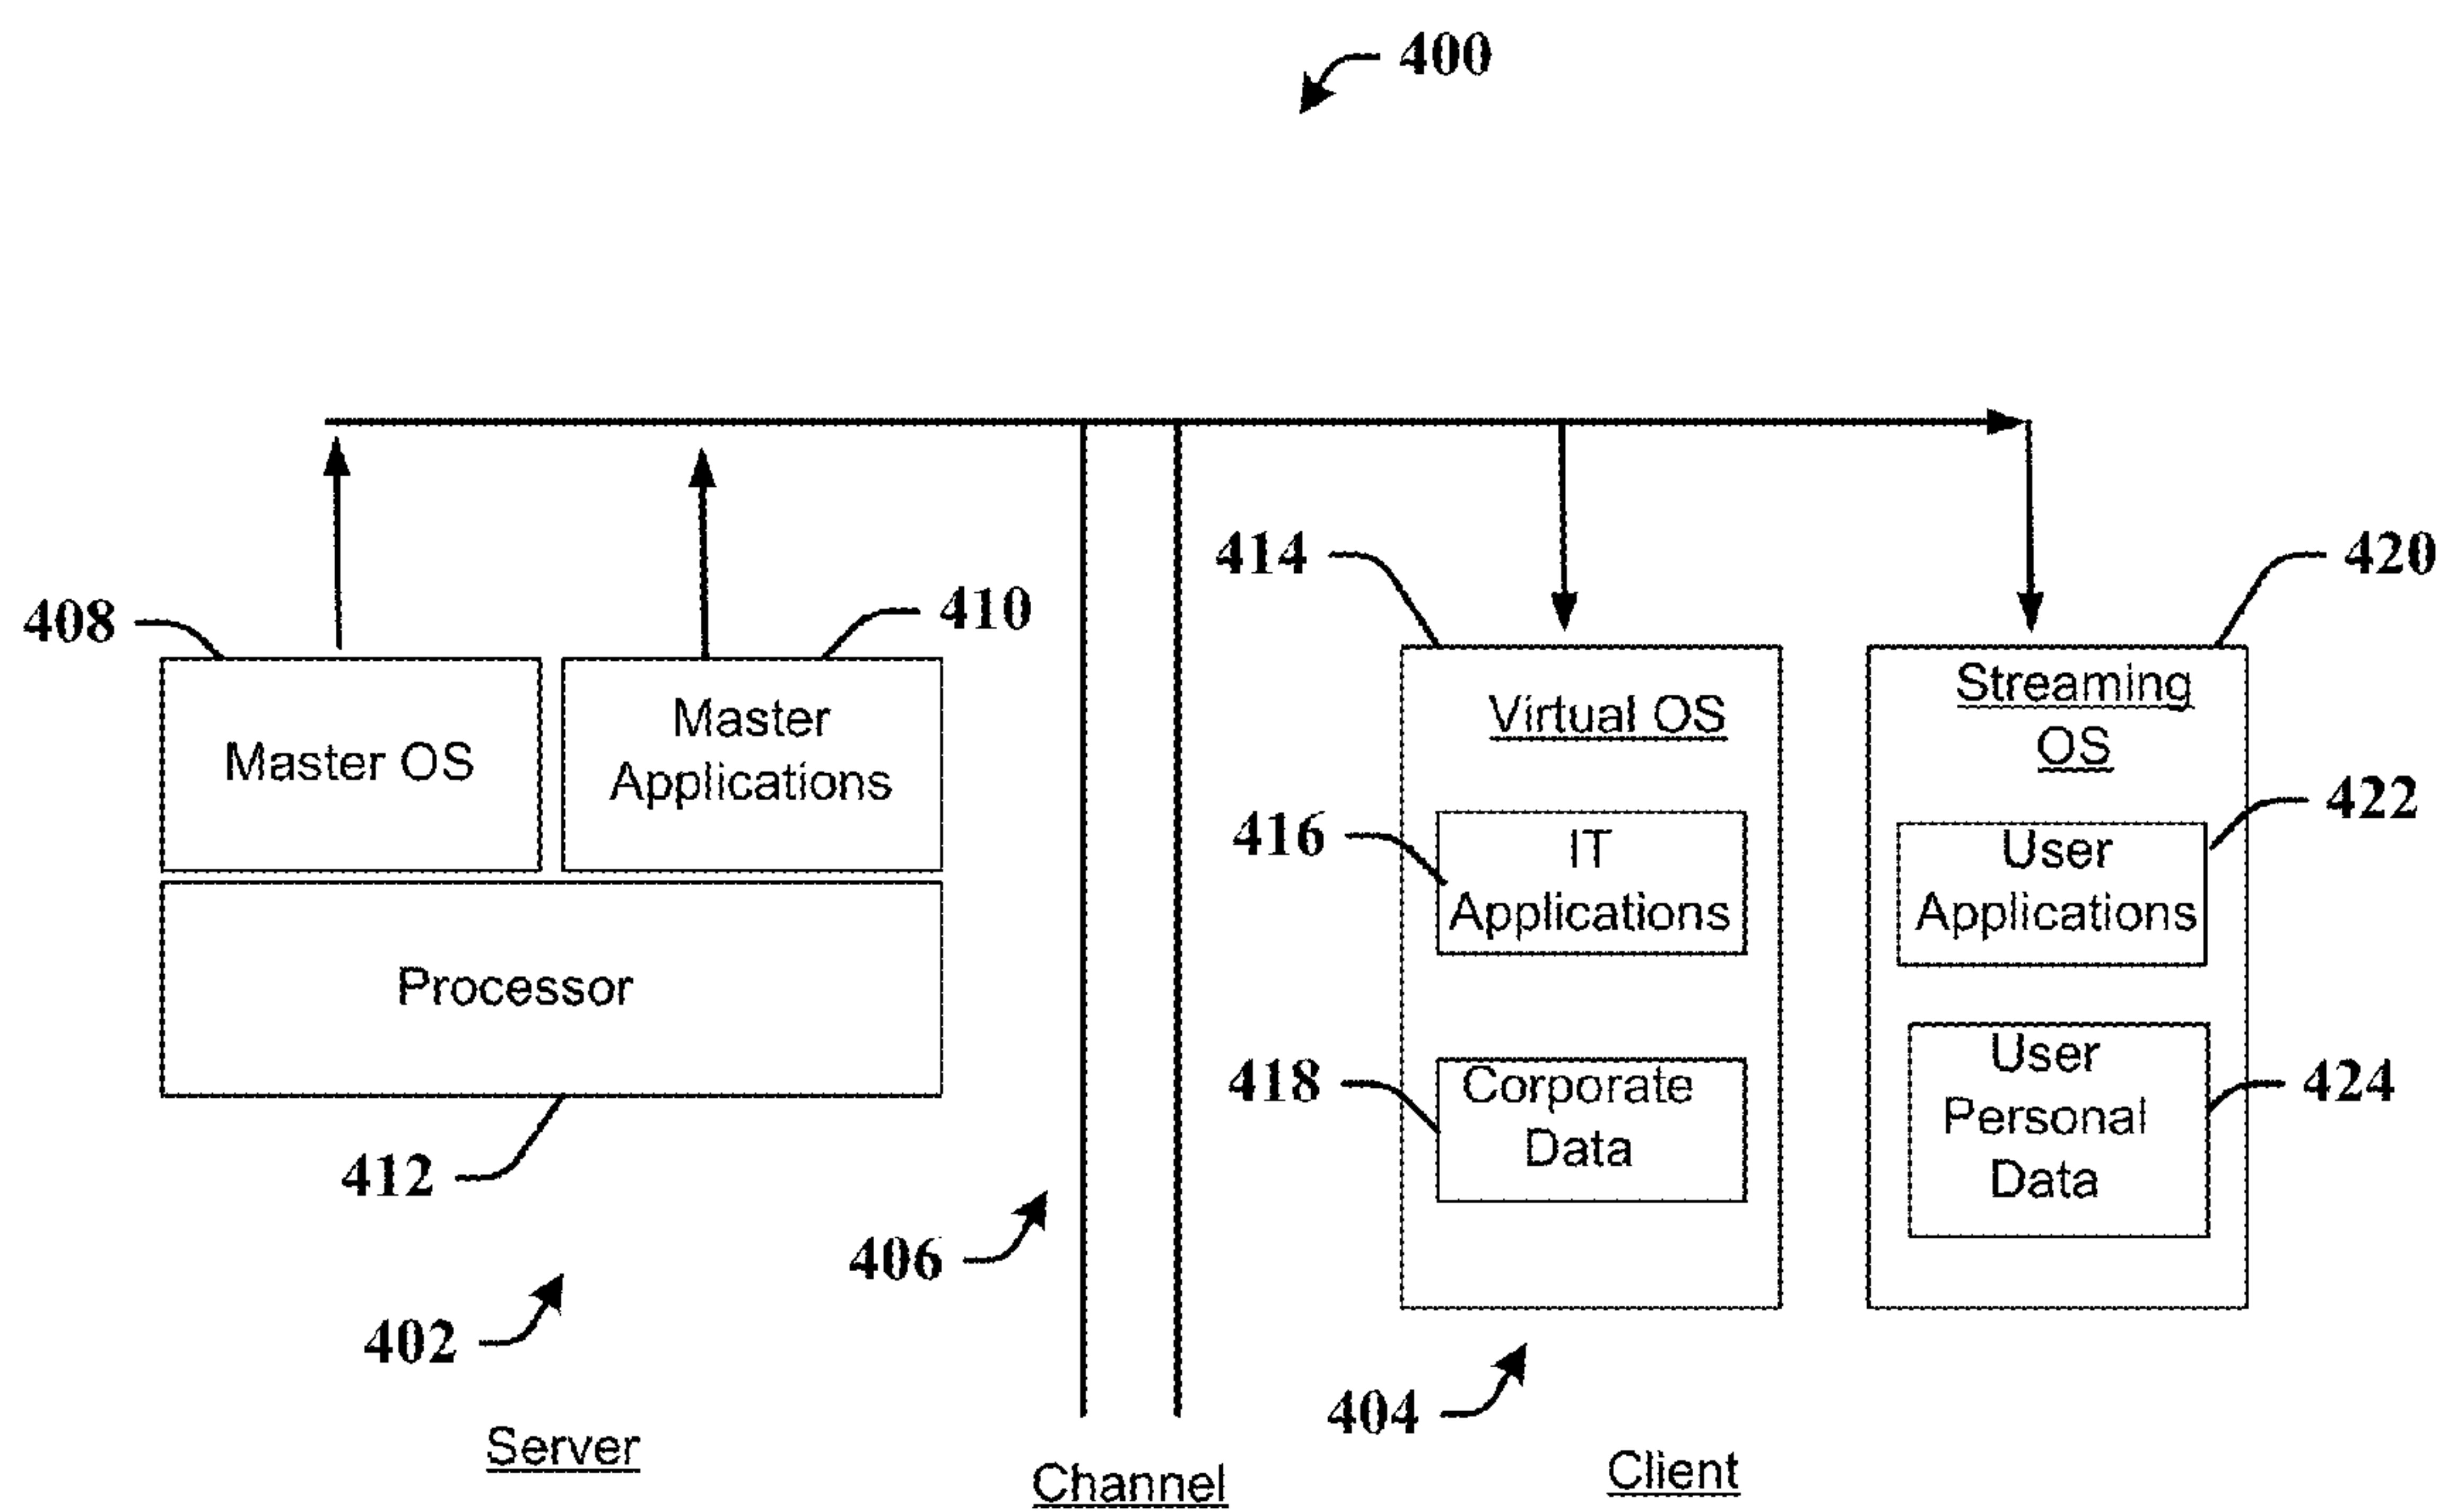 400
414
420
408
410
Master OS
Master
Applications
Virtual OS
Streaming
OS
416
IT
Applications
422
User
Applications
Processor
418
Corporate
Data
User
Personal
Data
424
412
406
402
404
Server
Channel
Client